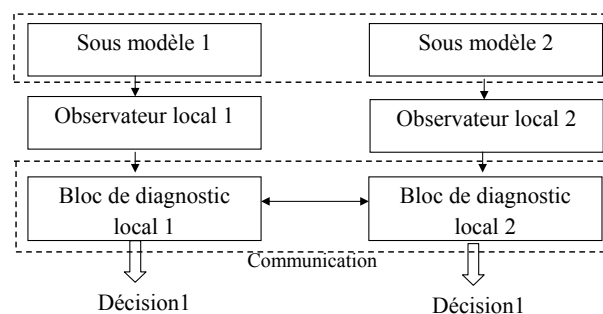 Sous modèle 1
Sous modèle 2
Observateur local 1
Observateur local 2
Bloc de diagnostic
local 1
Bloc de diagnostic
local 2
Communication
Décision1
Décision1